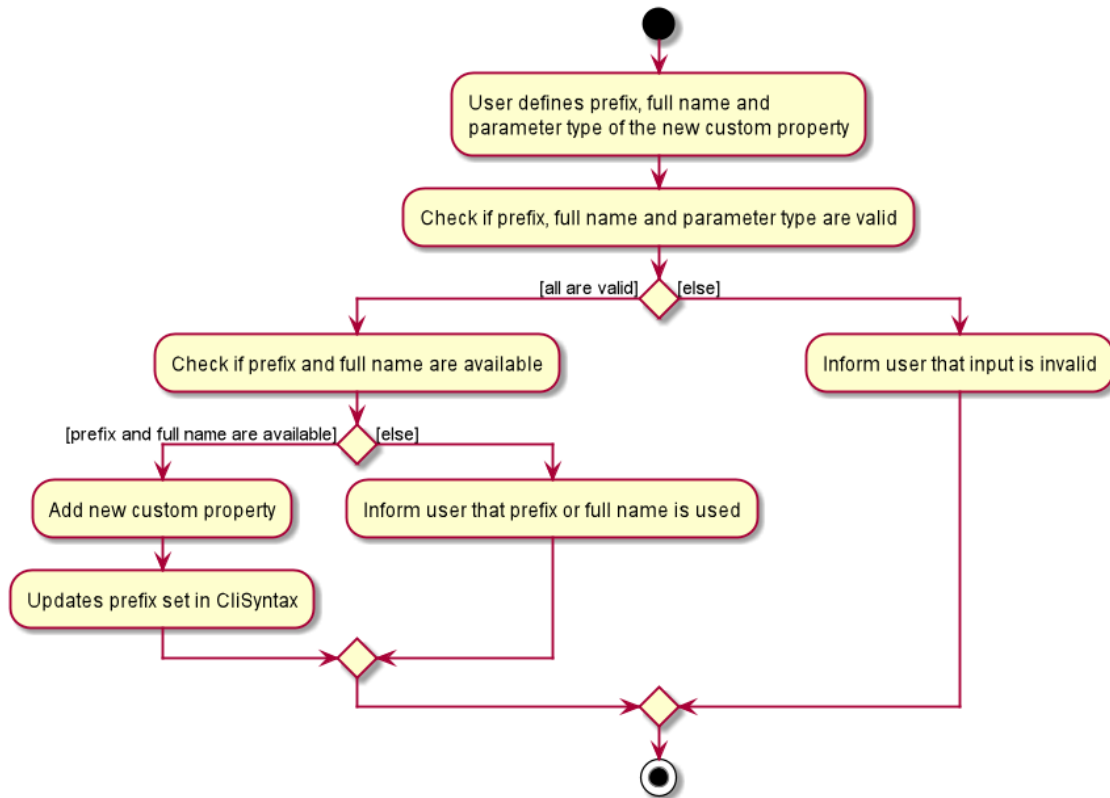 User defines prefix, full name and
parameter type of the new custom property
Check if prefix, full name and parameter type are valid
[all are valid]
[else]
Check if prefix and full name are available
Inform user that input is invalid
[prefix and full name are available]
[else]
Add new custom property
Inform user that prefix or full name is used
Updates prefix set in CliSyntax